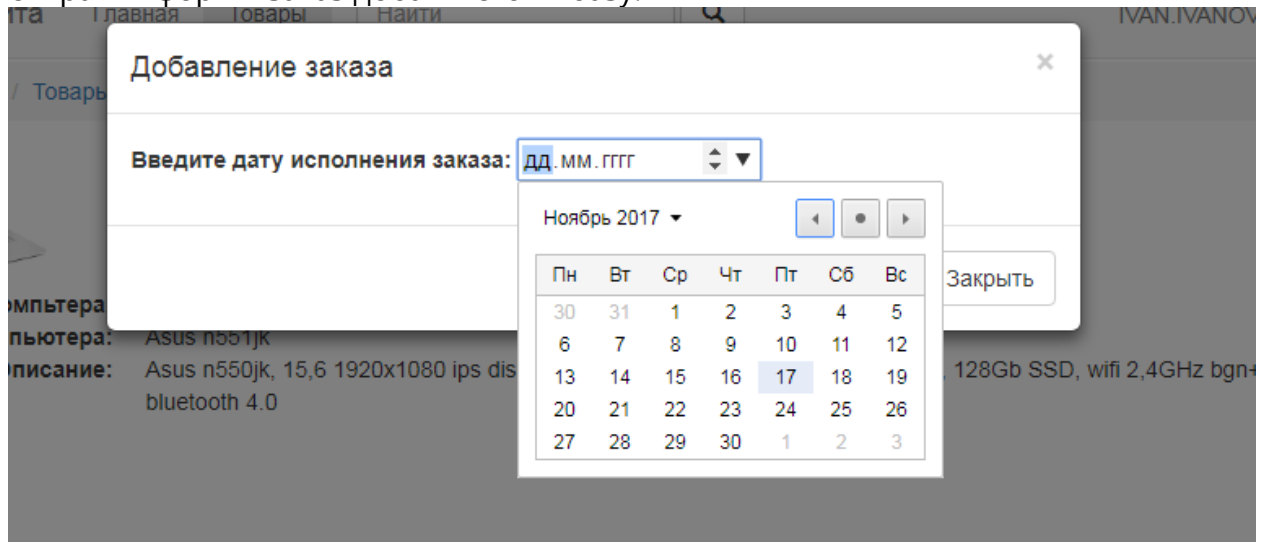 Главная Товары Найти IVAN.IVANOV
Добавление заказа ×
/ Товары
Введите дату исполнения заказа: дд.мм.гггг
Ноябрь 2017
Пн Вт Ср Чт Пт Сб Вс
30 31 1 2 3 4 5
6 7 8 9 10 11 12
13 14 15 16 17 18 19
20 21 22 23 24 25 26
27 28 29 30 1 2 3
Закрыть
омпьтера
пьютера: Asus n551jk
писание: Asus n550jk, 15,6 1920x1080 ips dis , 128Gb SSD, wifi 2,4GHz bgn+
bluetooth 4.0